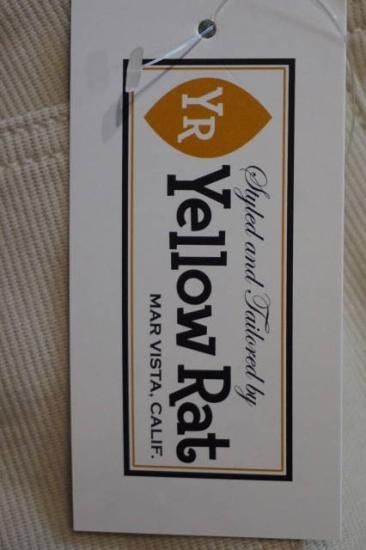 YR
Styled and Tailored by
Yellow Rat
MAR VISTA, CALIF.